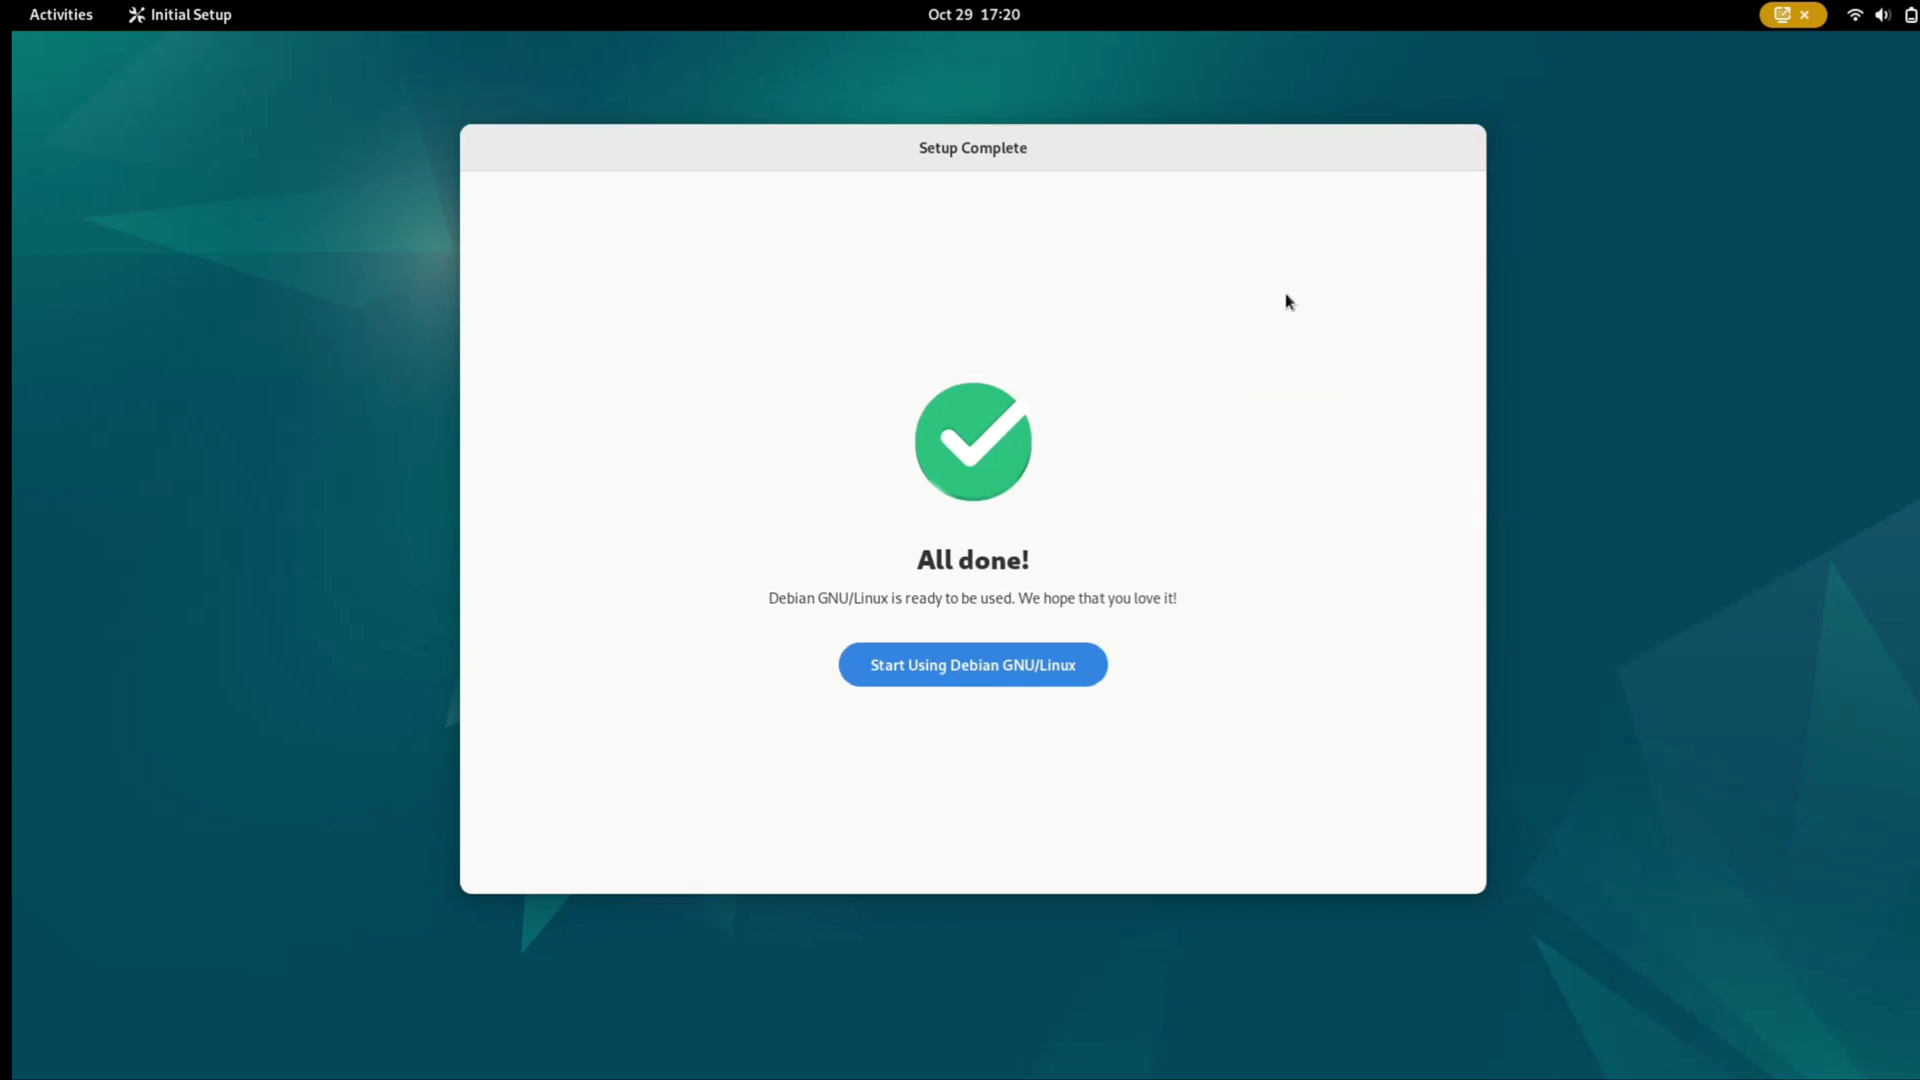 Activities
Initial Setup
Oct 29 17:20
Setup Complete
All done!
Debian GNU/Linux is ready to be used. We hope that you love it!
Start Using Debian GNU/Linux